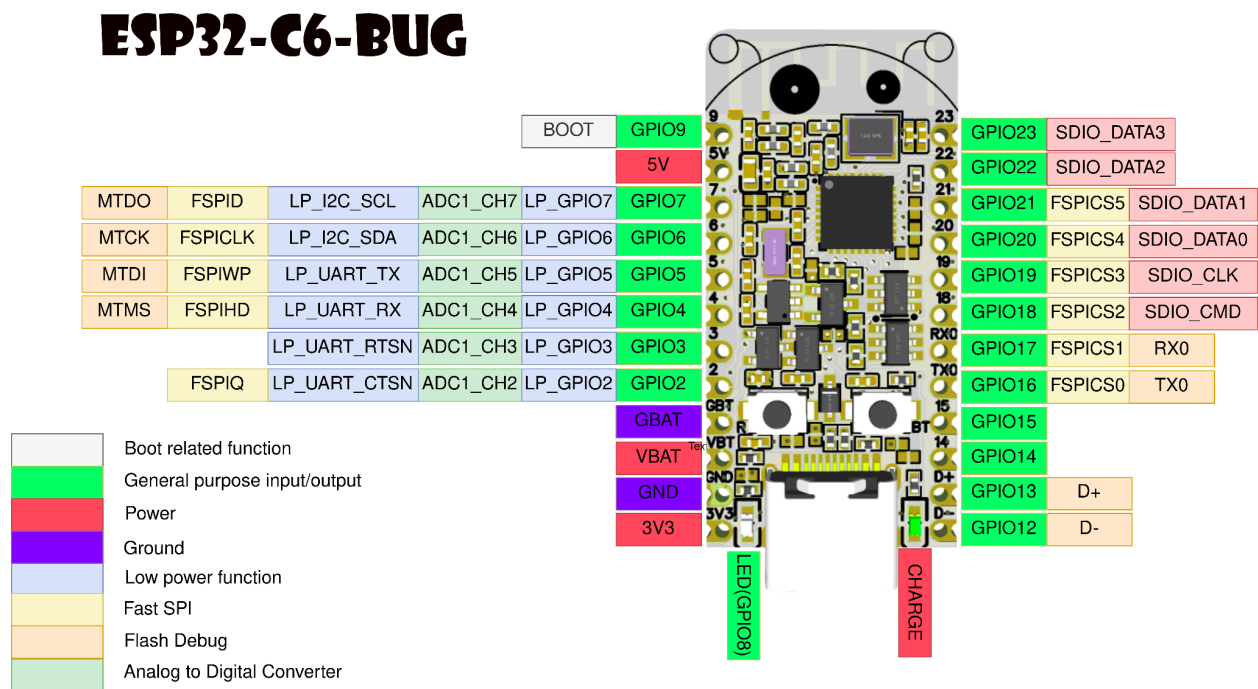 ESP32-C6-BUG
BOOT GPIO9
5V
MTDO FSPID LP_I2C_SCL ADC1_CH7 LP_GPIO7 GPIO7
MTCK FSPICLK LP_I2C_SDA ADC1_CH6 LP_GPIO6 GPIO6
MTDI FSPIWP LP_UART_TX ADC1_CH5 LP_GPIO5 GPIO5
MTMS FSPIHD LP_UART_RX ADC1_CH4 LP_GPIO4 GPIO4
LP_UART_RTSN ADC1_CH3 LP_GPIO3 GPIO3
FSPIQ LP_UART_CTSN ADC1_CH2 LP_GPIO2 GPIO2
GBAT
VBAT
GND
3V3
9
5V
7
6
5
4
3
2
GBT
R
Tex
VBT
GND
3V3
23
22
21
20
19
18
RX0
TX0
15
BT
14
D+
D-
GPIO23 SDIO_DATA3
GPIO22 SDIO_DATA2
GPIO21 FSPICS5 SDIO_DATA1
GPIO20 FSPICS4 SDIO_DATA0
GPIO19 FSPICS3 SDIO_CLK
GPIO18 FSPICS2 SDIO_CMD
GPIO17 FSPICS1 RX0
GPIO16 FSPICS0 TX0
GPIO15
GPIO14
GPIO13 D+
GPIO12 D-
LED(GPIO8)
CHARGE
Boot related function
General purpose input/output
Power
Ground
Low power function
Fast SPI
Flash Debug
Analog to Digital Converter